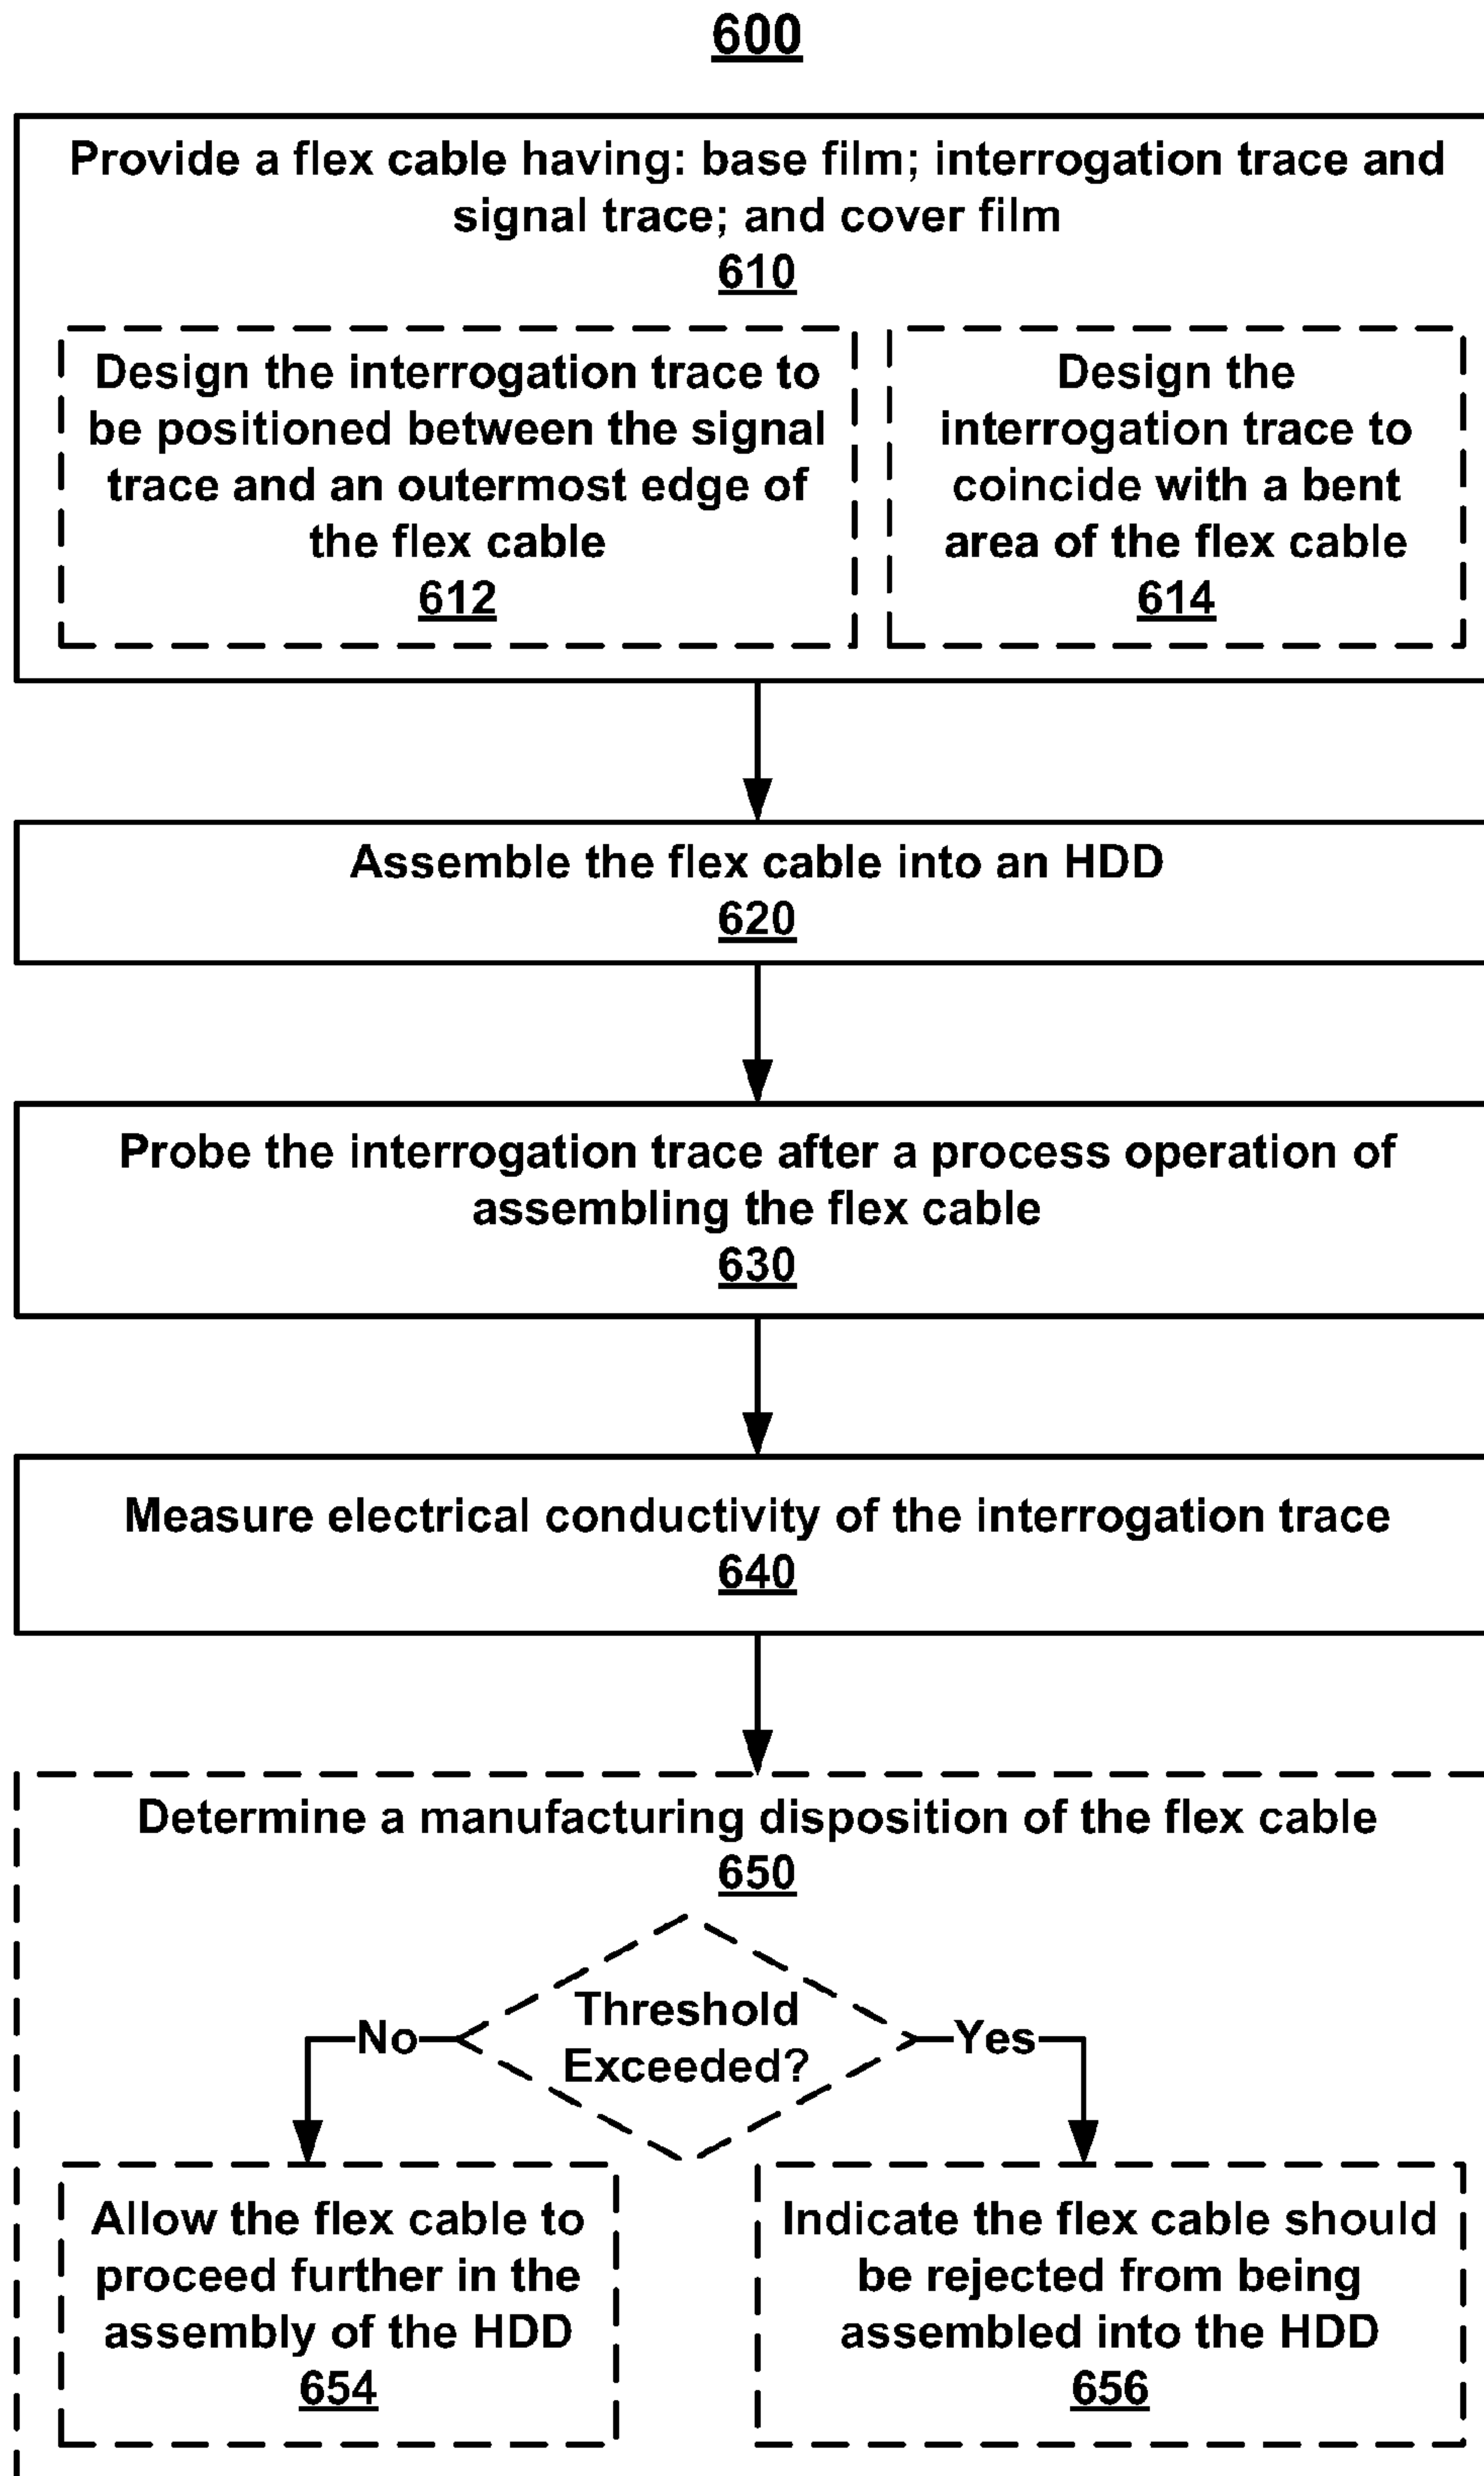 600
Provide a flex cable having: base film; interrogation trace and
signal trace; and cover film
610
Design the interrogation trace to
be positioned between the signal
trace and an outermost edge of
the flex cable
612
Design the
interrogation trace to
coincide with a bent
area of the flex cable
614
Assemble the flex cable into an HDD
620
Probe the interrogation trace after a process operation of
assembling the flex cable
630
Measure electrical conductivity of the interrogation trace
640
Determine a manufacturing disposition of the flex cable
650
Threshold
Exceeded?
No
Yes
Allow the flex cable to
proceed further in the
assembly of the HDD
654
Indicate the flex cable should
be rejected from being
assembled into the HDD
656